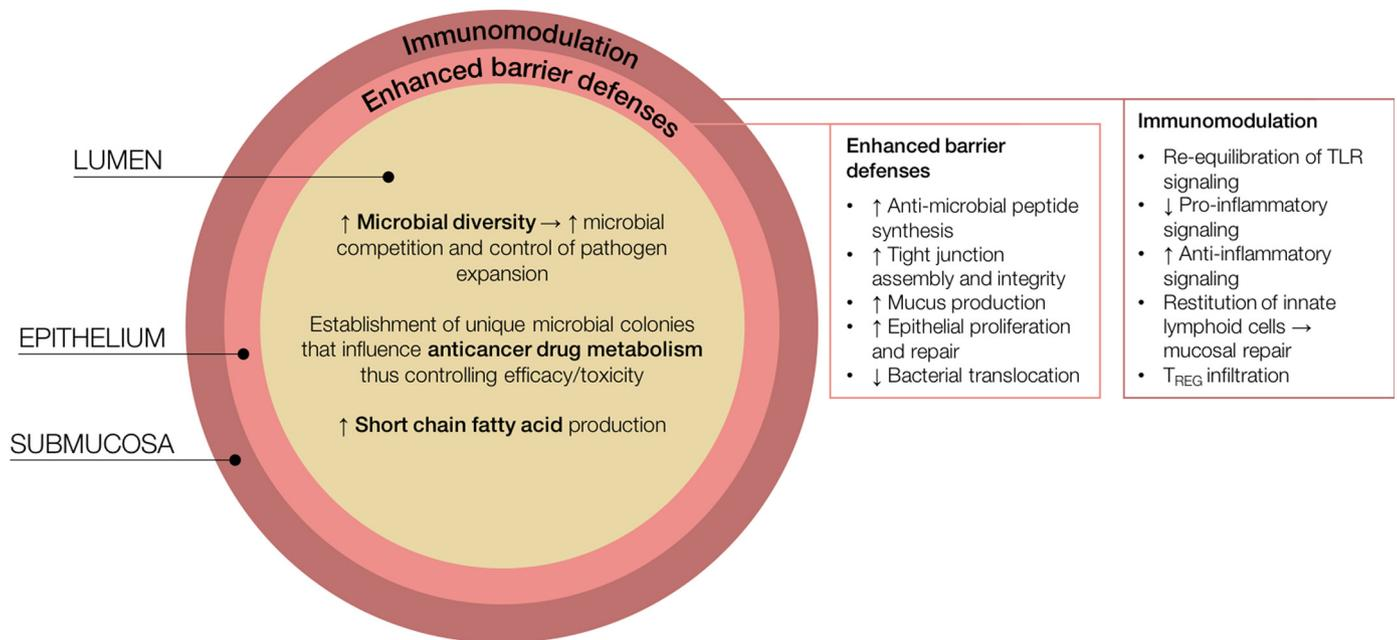 Immunomodulation
Enhanced barrier defenses
LUMEN
EPITHELIUM
SUBMUCOSA
↑ Microbial diversity → ↑ microbial
competition and control of pathogen
expansion
Establishment of unique microbial colonies
that influence anticancer drug metabolism
thus controlling efficacy/toxicity
↑ Short chain fatty acid production
Enhanced barrier
defenses
• ↑ Anti-microbial peptide
synthesis
• ↑ Tight junction
assembly and integrity
• ↑ Mucus production
• ↑ Epithelial proliferation
and repair
• ↓ Bacterial translocation
Immunomodulation
• Re-equilibration of TLR
signaling
• ↓ Pro-inflammatory
signaling
• ↑ Anti-inflammatory
signaling
• Restitution of innate
lymphoid cells →
mucosal repair
• TREG infiltration